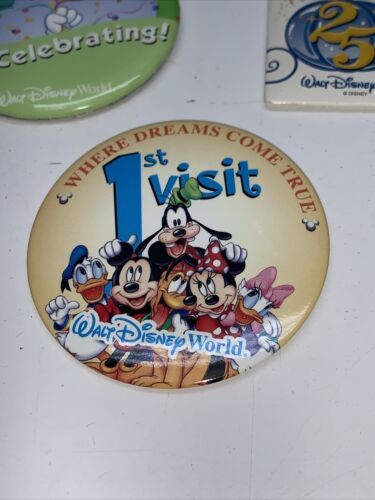 Celebrating!
WALT DISNEY World
25
WALT DISNEY
© DISNEY
WHERE DREAMS COME TRUE
1st visit
WALT DISNEY World.